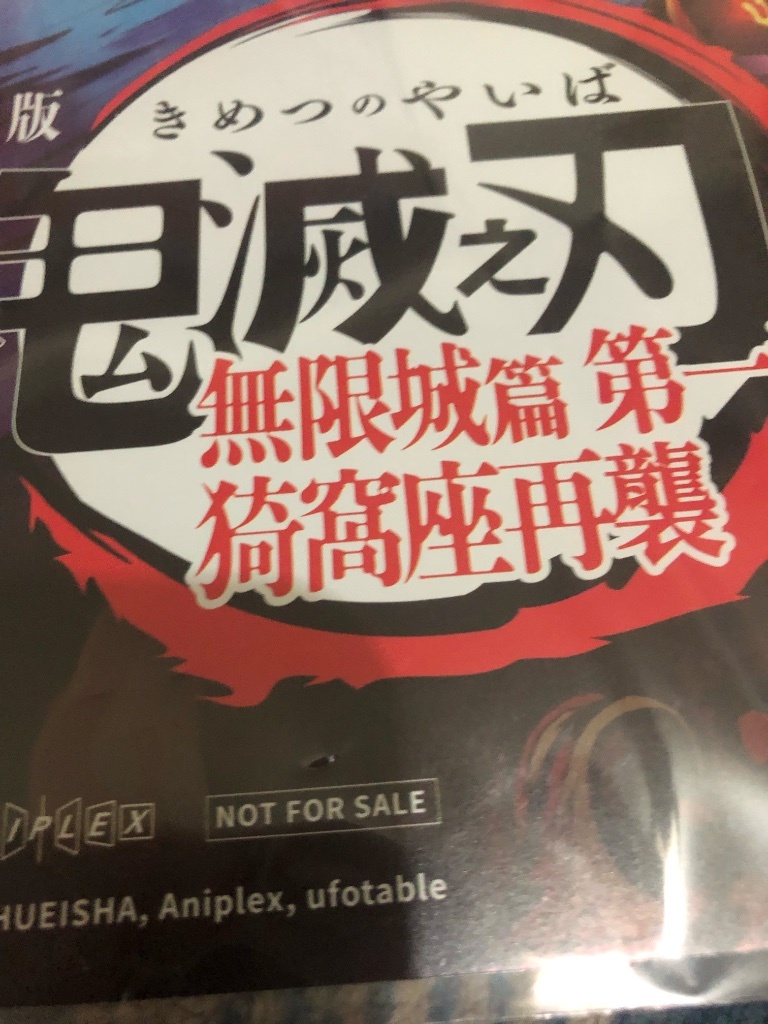 版
きめつのやいば
鬼滅之刃
無限城篇 第一
猗窩座再襲
IPLEX
NOT FOR SALE
HUEISHA, Aniplex, ufotable